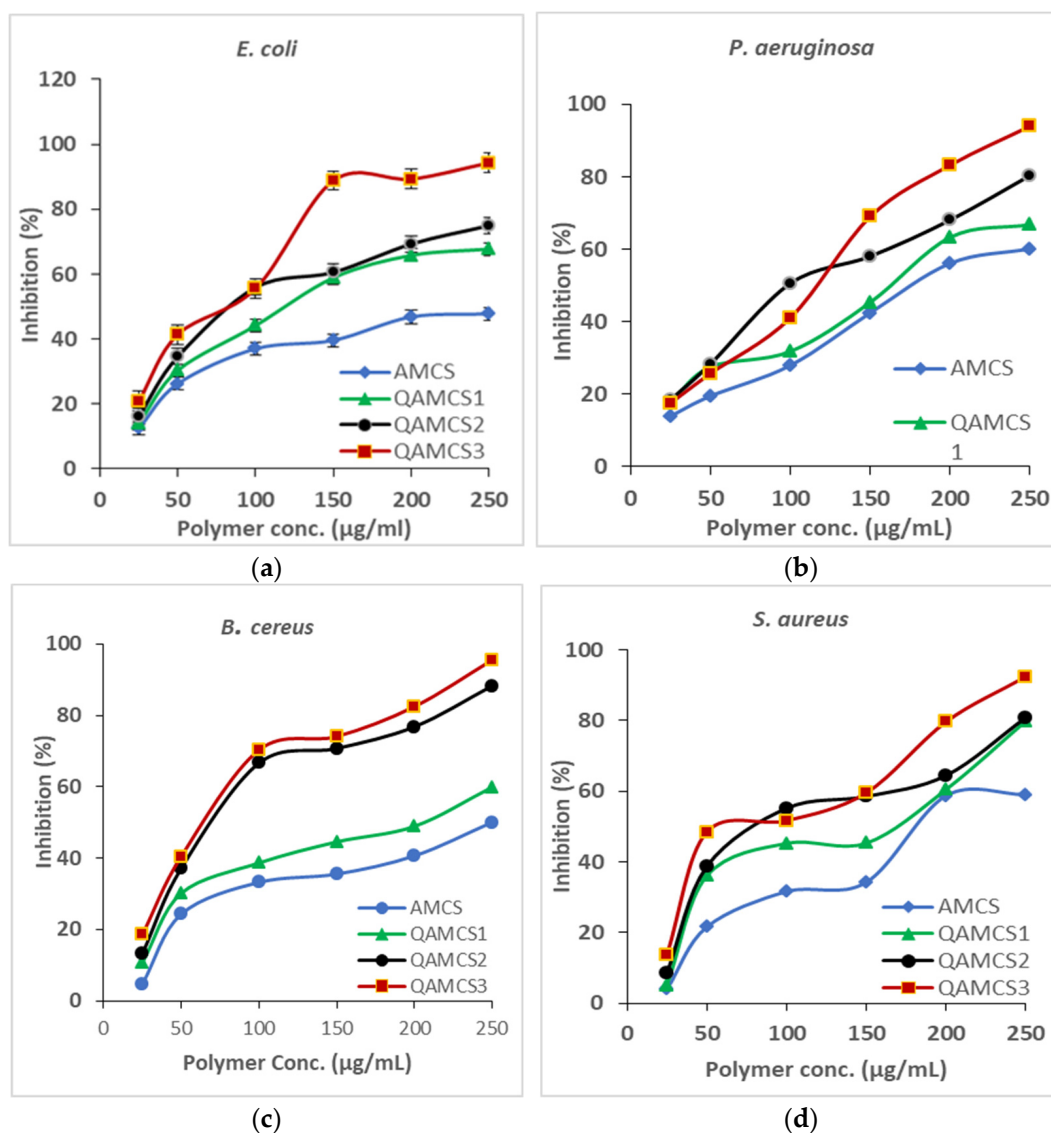 E. coli
120
100
80
60
40
20
0
Inhibition (%)
0 50 100 150 200 250
Polymer conc. (µg/ml)
AMCS
QAMCS1
QAMCS2
QAMCS3
(a)
P. aeruginosa
100
80
60
40
20
0
Inhibition (%)
0 50 100 150 200 250
Polymer conc. (µg/mL)
AMCS
QAMCS
1
(b)
B. cereus
100
80
60
40
20
0
Inhibition (%)
0 50 100 150 200 250
Polymer Conc. (µg/mL)
AMCS
QAMCS1
QAMCS2
QAMCS3
(c)
S. aureus
100
80
60
40
20
0
Inhibition (%)
0 50 100 150 200 250
Polymer conc. (µg/mL)
AMCS
QAMCS1
QAMCS2
QAMCS3
(d)